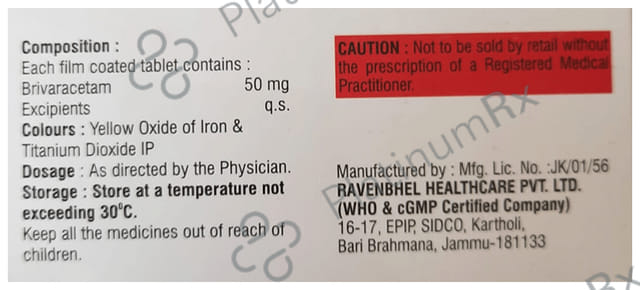 Composition :
Each film coated tablet contains :
Brivaracetam 50 mg
Excipients q.s.
Colours : Yellow Oxide of Iron &
Titanium Dioxide IP
Dosage : As directed by the Physician.
Storage : Store at a temperature not
exceeding 30°C.
Keep all the medicines out of reach of
children.
CAUTION : Not to be sold by retail without
the prescription of a Registered Medical
Practitioner.
Manufactured by : Mfg. Lic. No. :JK/01/56
RAVENBHEL HEALTHCARE PVT. LTD.
(WHO & cGMP Certified Company)
16-17, EPIP, SIDCO, Kartholi,
Bari Brahmana, Jammu-181133
PlatinumRx